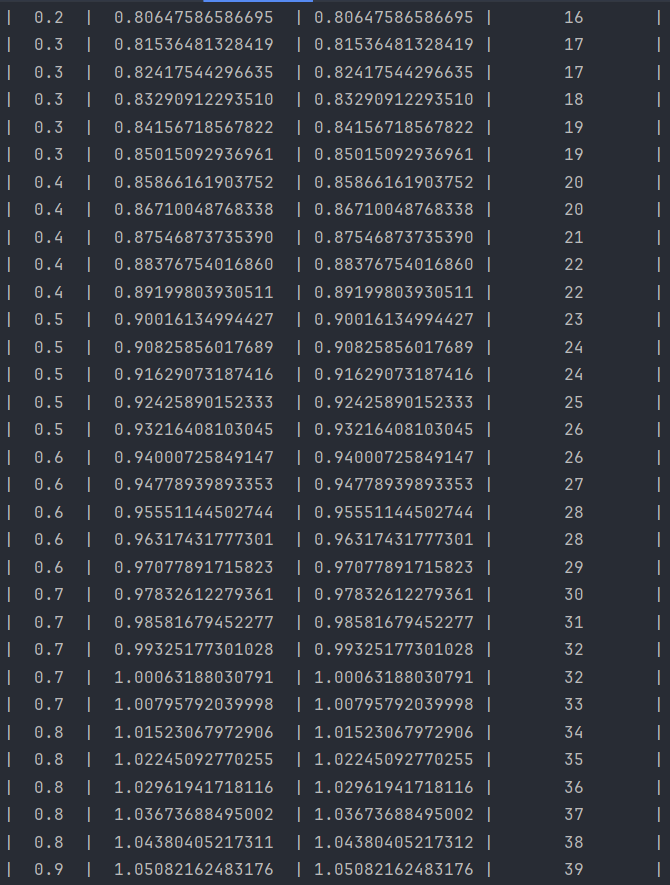 | 0.2 | 0.80647586586695 | 0.80647586586695 | 16 |
| 0.3 | 0.81536481328419 | 0.81536481328419 | 17 |
| 0.3 | 0.82417544296635 | 0.82417544296635 | 17 |
| 0.3 | 0.83290912293510 | 0.83290912293510 | 18 |
| 0.3 | 0.84156718567822 | 0.84156718567822 | 19 |
| 0.3 | 0.85015092936961 | 0.85015092936961 | 19 |
| 0.4 | 0.85866161903752 | 0.85866161903752 | 20 |
| 0.4 | 0.86710048768338 | 0.86710048768338 | 20 |
| 0.4 | 0.87546873735390 | 0.87546873735390 | 21 |
| 0.4 | 0.88376754016860 | 0.88376754016860 | 22 |
| 0.4 | 0.89199803930511 | 0.89199803930511 | 22 |
| 0.5 | 0.90016134994427 | 0.90016134994427 | 23 |
| 0.5 | 0.90825856017689 | 0.90825856017689 | 24 |
| 0.5 | 0.91629073187416 | 0.91629073187416 | 24 |
| 0.5 | 0.92425890152333 | 0.92425890152333 | 25 |
| 0.5 | 0.93216408103045 | 0.93216408103045 | 26 |
| 0.6 | 0.94000725849147 | 0.94000725849147 | 26 |
| 0.6 | 0.94778939893353 | 0.94778939893353 | 27 |
| 0.6 | 0.95551144502744 | 0.95551144502744 | 28 |
| 0.6 | 0.96317431777301 | 0.96317431777301 | 28 |
| 0.6 | 0.97077891715823 | 0.97077891715823 | 29 |
| 0.7 | 0.97832612279361 | 0.97832612279361 | 30 |
| 0.7 | 0.98581679452277 | 0.98581679452277 | 31 |
| 0.7 | 0.99325177301028 | 0.99325177301028 | 32 |
| 0.7 | 1.00063188030791 | 1.00063188030791 | 32 |
| 0.7 | 1.00795792039998 | 1.00795792039998 | 33 |
| 0.8 | 1.01523067972906 | 1.01523067972906 | 34 |
| 0.8 | 1.02245092770255 | 1.02245092770255 | 35 |
| 0.8 | 1.02961941718116 | 1.02961941718116 | 36 |
| 0.8 | 1.03673688495002 | 1.03673688495002 | 37 |
| 0.8 | 1.04380405217311 | 1.04380405217312 | 38 |
| 0.9 | 1.05082162483176 | 1.05082162483176 | 39 |